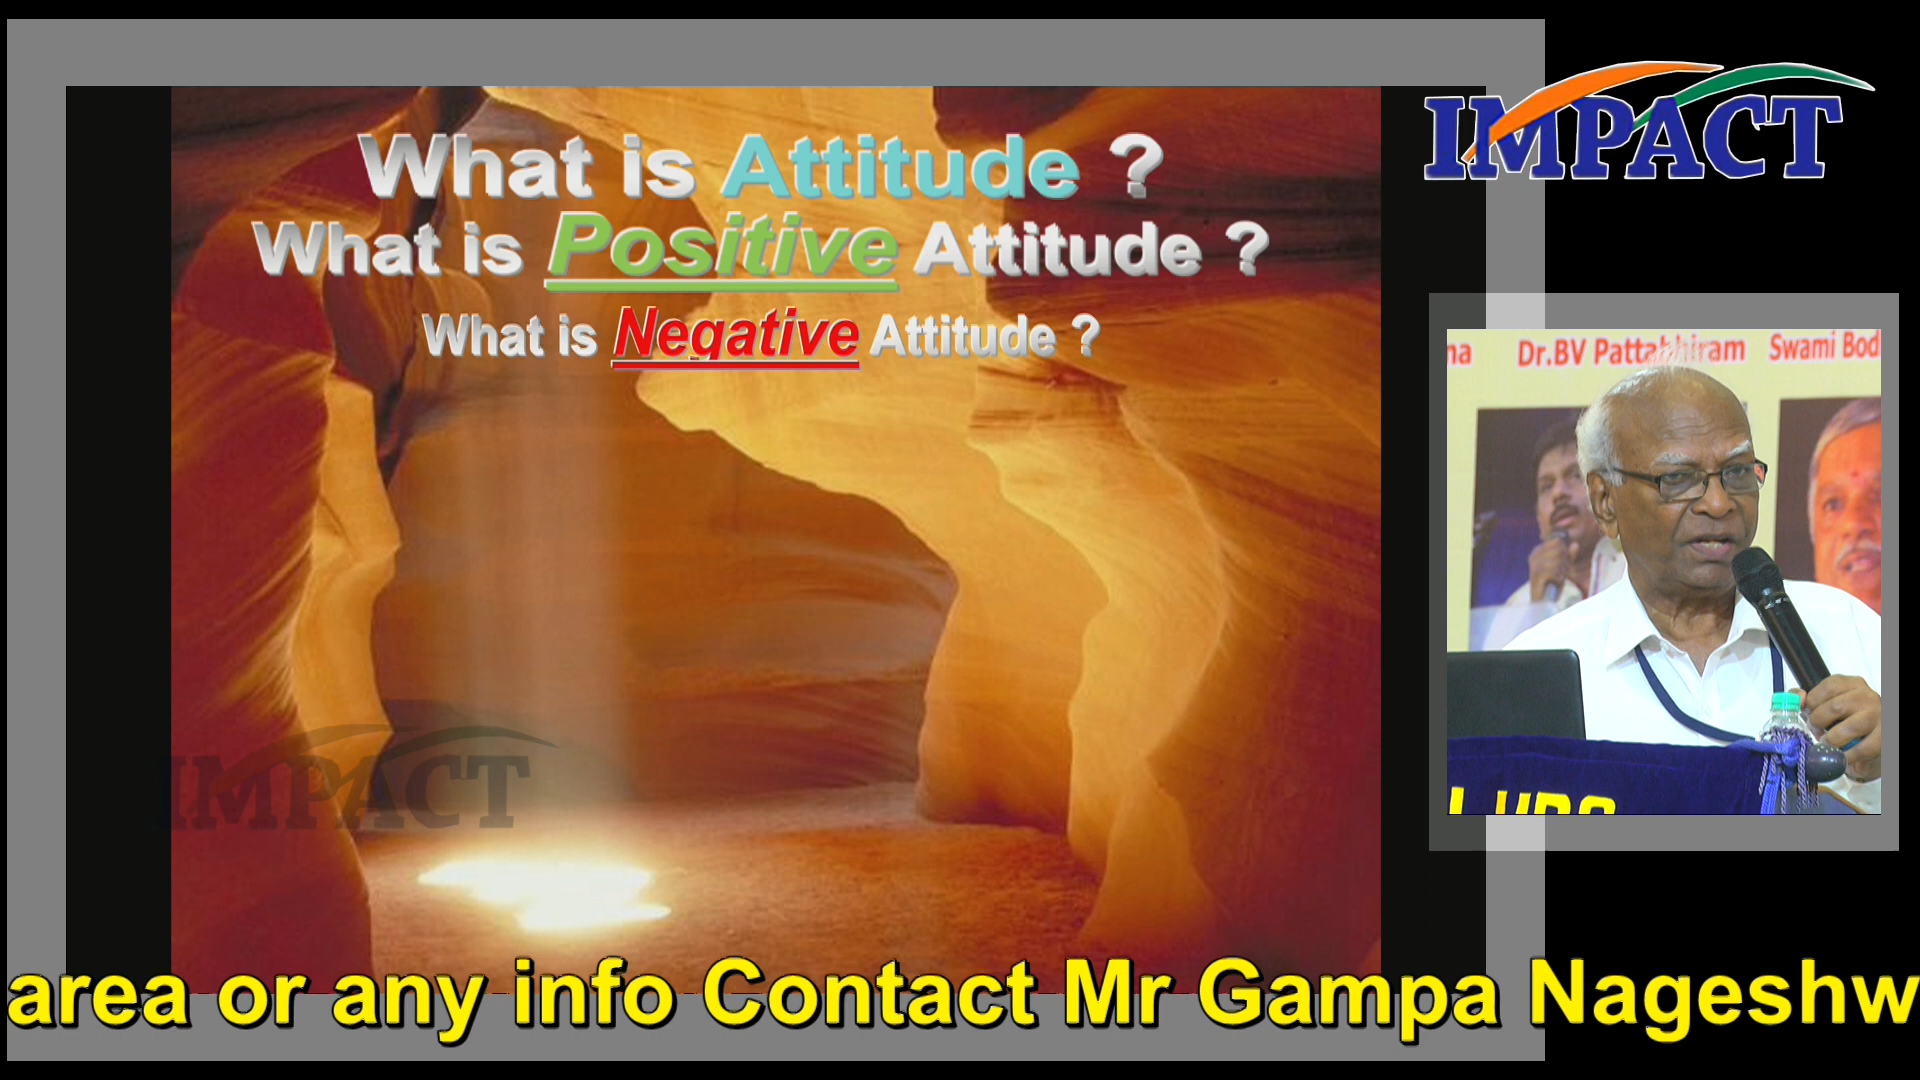 What is Attitude ?
What is Positive Attitude ?
What is Negative Attitude ?
IMPACT
IMPACT
na Dr.BV Pattabhiram Swami Bod
area or any info Contact Mr Gampa Nageshw